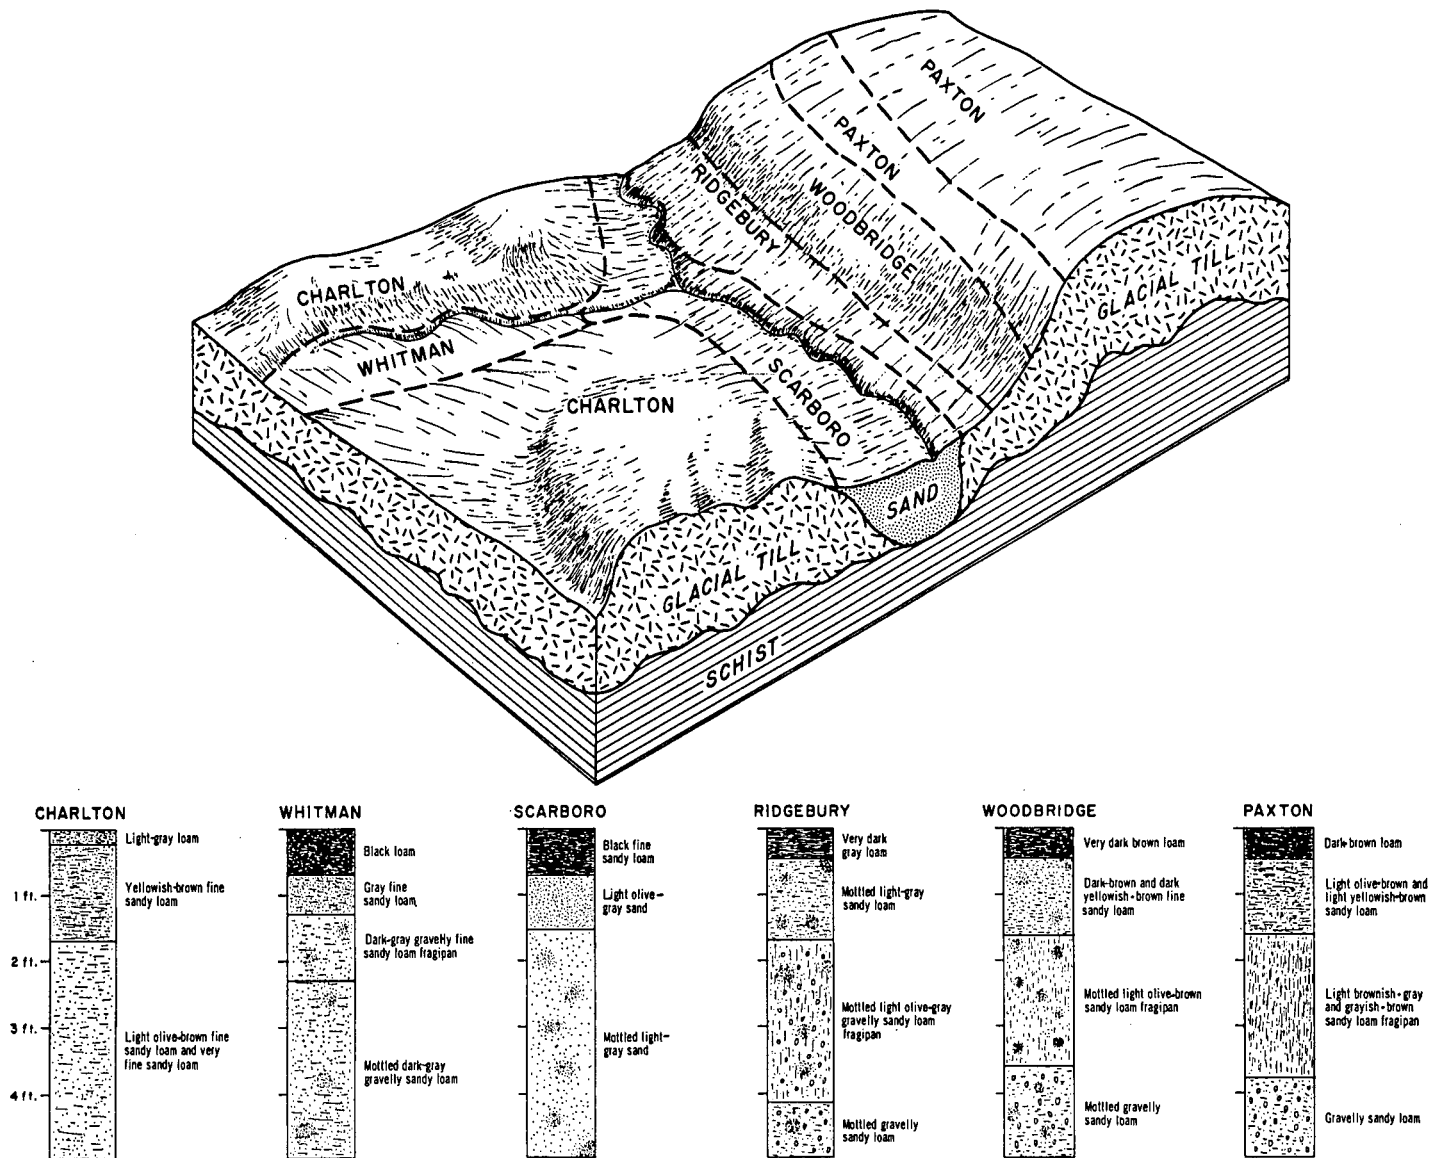 PAXTON
PAXTON
WOODBRIDGE
RIDGEBURY
GLACIAL TILL
CHARLTON
WHITMAN
SCARBORO
CHARLTON
SAND
GLACIAL TILL
SCHIST
CHARLTON
Light-gray loam
Yellowish-brown fine
sandy loam
Light olive-brown fine
sandy loam and very
fine sandy loam
1 ft.
2 ft.
3 ft.
4 ft.
WHITMAN
Black loam
Gray fine
sandy loam
Dark-gray gravelly fine
sandy loam fragipan
Mottled dark-gray
gravelly sandy loam
SCARBORO
Black fine
sandy loam
Light olive-
gray sand
Mottled light-
gray sand
RIDGEBURY
Very dark
gray loam
Mottled light-gray
sandy loam
Mottled light olive-gray
gravelly sandy loam
fragipan
Mottled gravelly
sandy loam
WOODBRIDGE
Very dark brown loam
Dark-brown and dark
yellowish-brown fine
sandy loam
Mottled light olive-brown
sandy loam fragipan
Mottled gravelly
sandy loam
PAXTON
Dark-brown loam
Light olive-brown and
light yellowish-brown
sandy loam
Light brownish-gray
and grayish-brown
sandy loam fragipan
Gravelly sandy loam